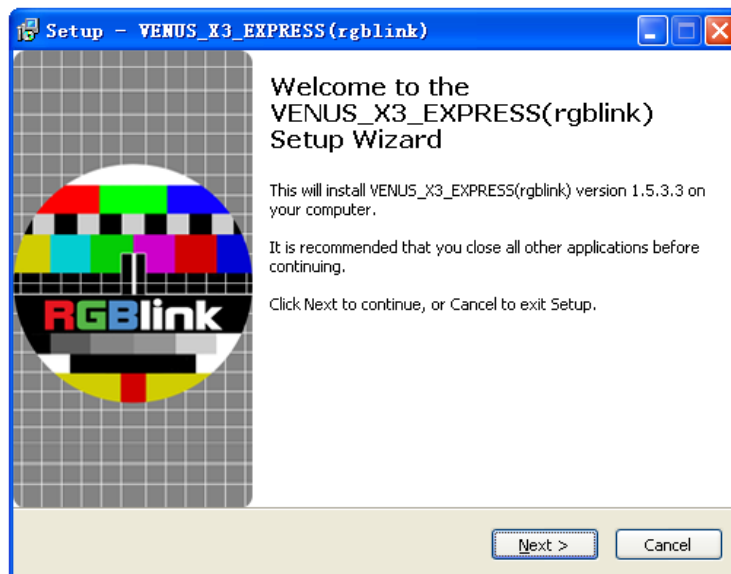 Setup - VENUS_X3_EXPRESS(rgblink)
Welcome to the
VENUS_X3_EXPRESS(rgblink)
Setup Wizard
This will install VENUS_X3_EXPRESS(rgblink) version 1.5.3.3 on
your computer.
It is recommended that you close all other applications before
continuing.
Click Next to continue, or Cancel to exit Setup.
RGBlink
Next >
Cancel